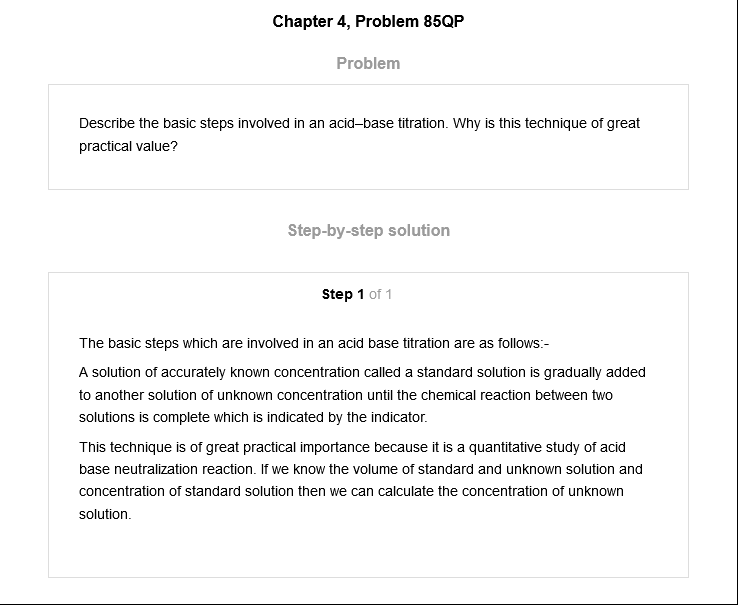 Chapter 4, Problem 85QP
Problem
Describe the basic steps involved in an acid–base titration. Why is this technique of great
practical value?
Step-by-step solution
Step 1 of 1
The basic steps which are involved in an acid base titration are as follows:-
A solution of accurately known concentration called a standard solution is gradually added
to another solution of unknown concentration until the chemical reaction between two
solutions is complete which is indicated by the indicator.
This technique is of great practical importance because it is a quantitative study of acid
base neutralization reaction. If we know the volume of standard and unknown solution and
concentration of standard solution then we can calculate the concentration of unknown
solution.